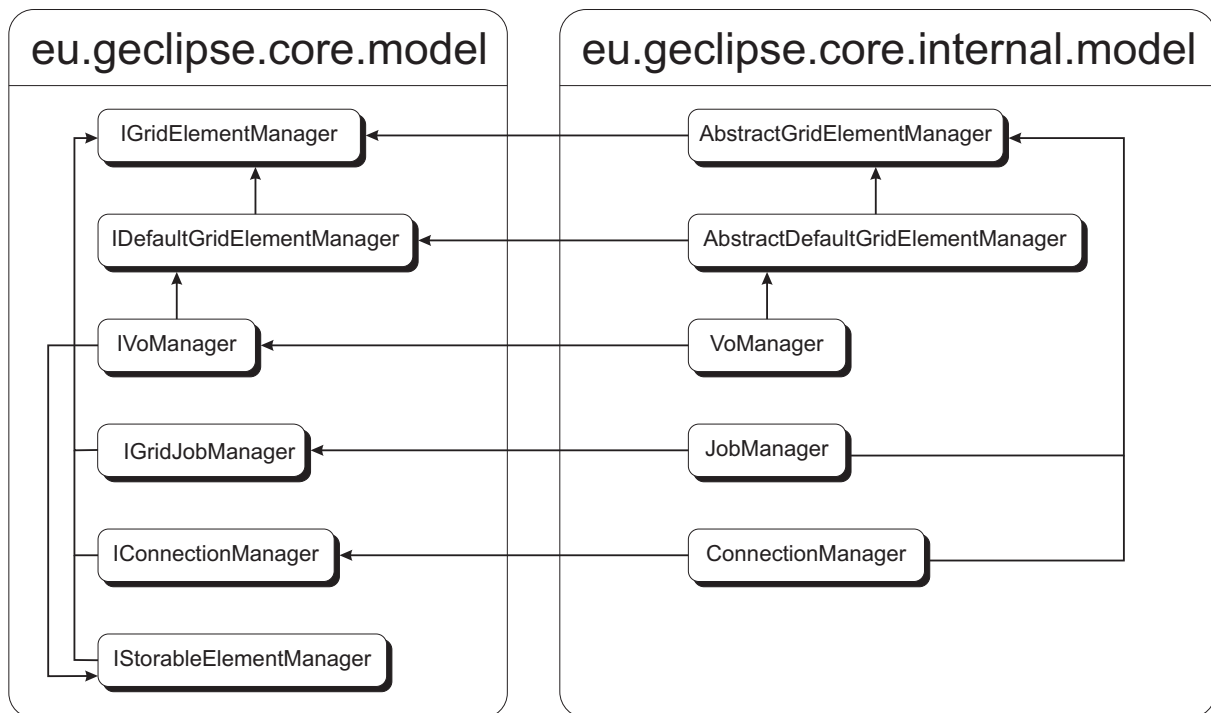 eu.geclipse.core.model
IGridElementManager
IDefaultGridElementManager
IVoManager
IGridJobManager
IConnectionManager
IStorableElementManager
eu.geclipse.core.internal.model
AbstractGridElementManager
AbstractDefaultGridElementManager
VoManager
JobManager
ConnectionManager